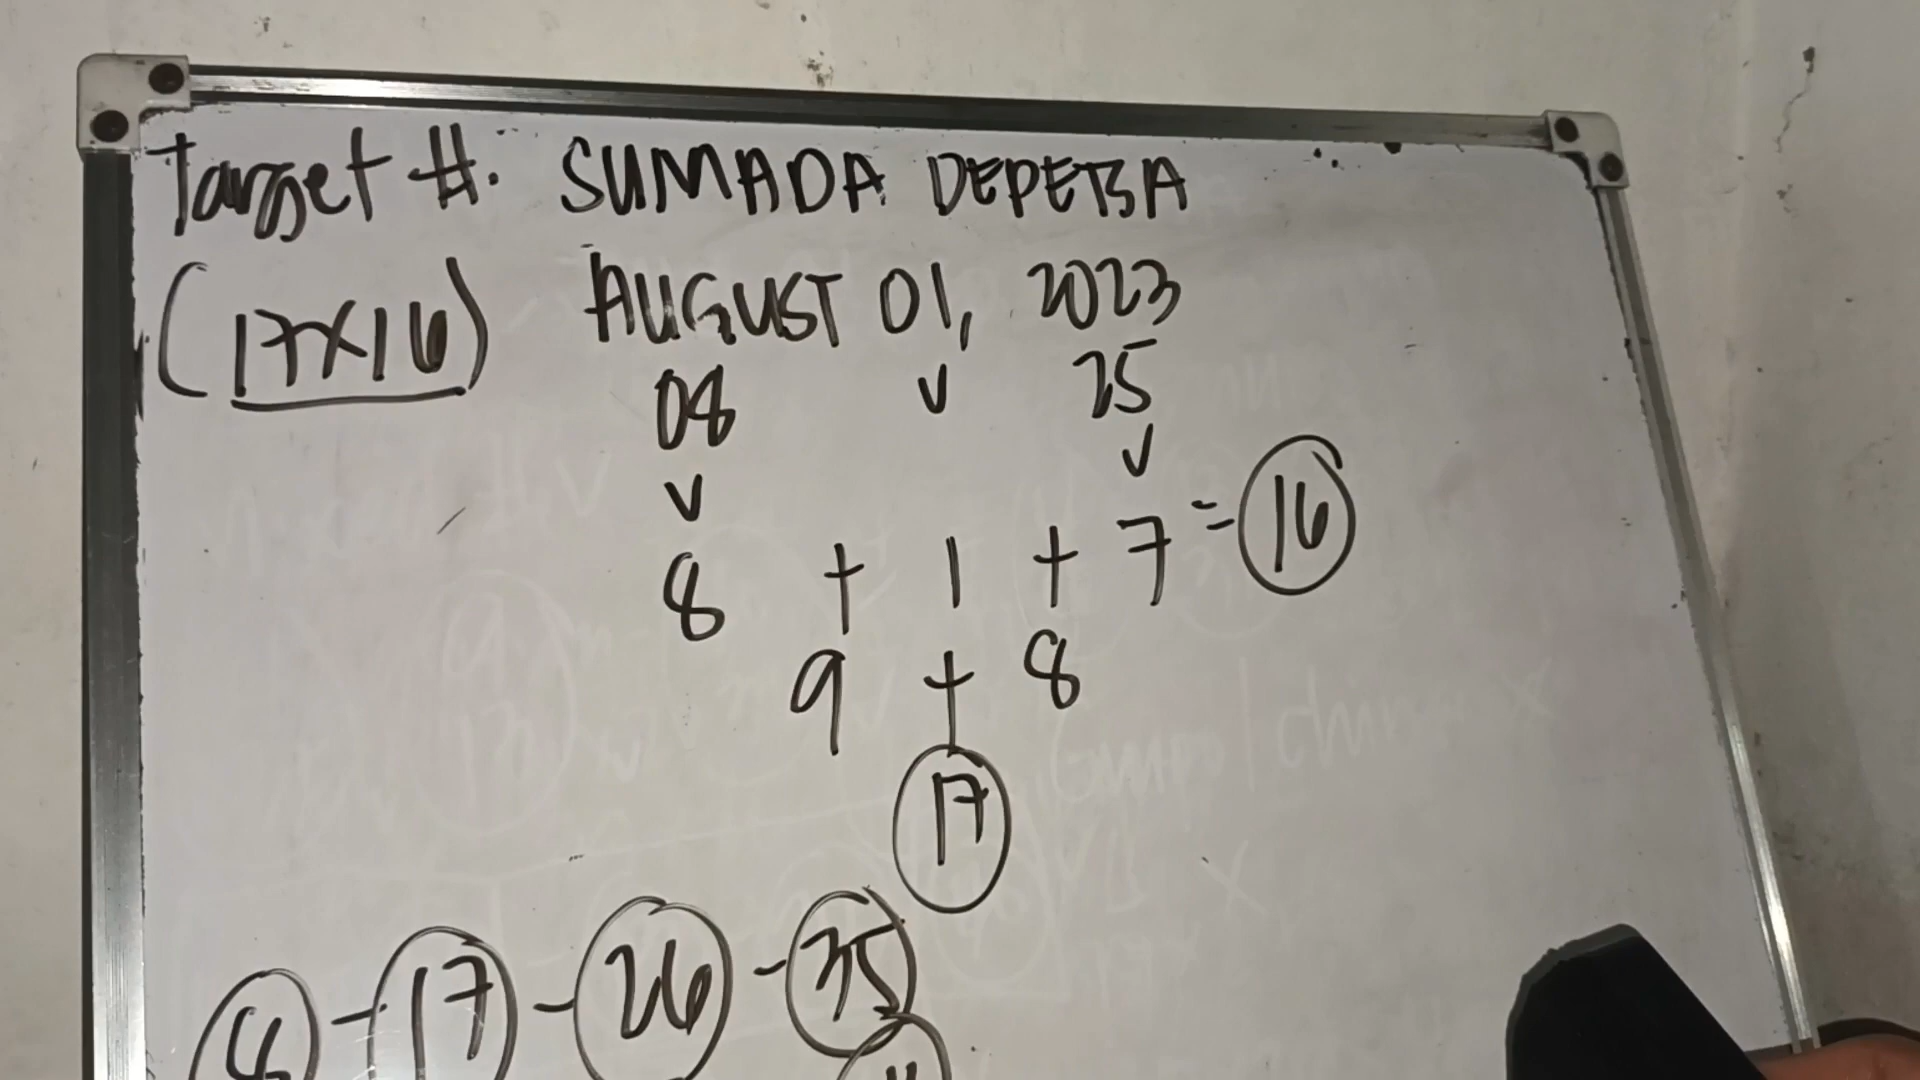 Target #: SUMADA DEPETSA
(17x16) AUGUST 01, 2023
08 v 25
v v
8 + 1 + 7 = 16
9 + 8
17
8 - 17 - 26 - 35